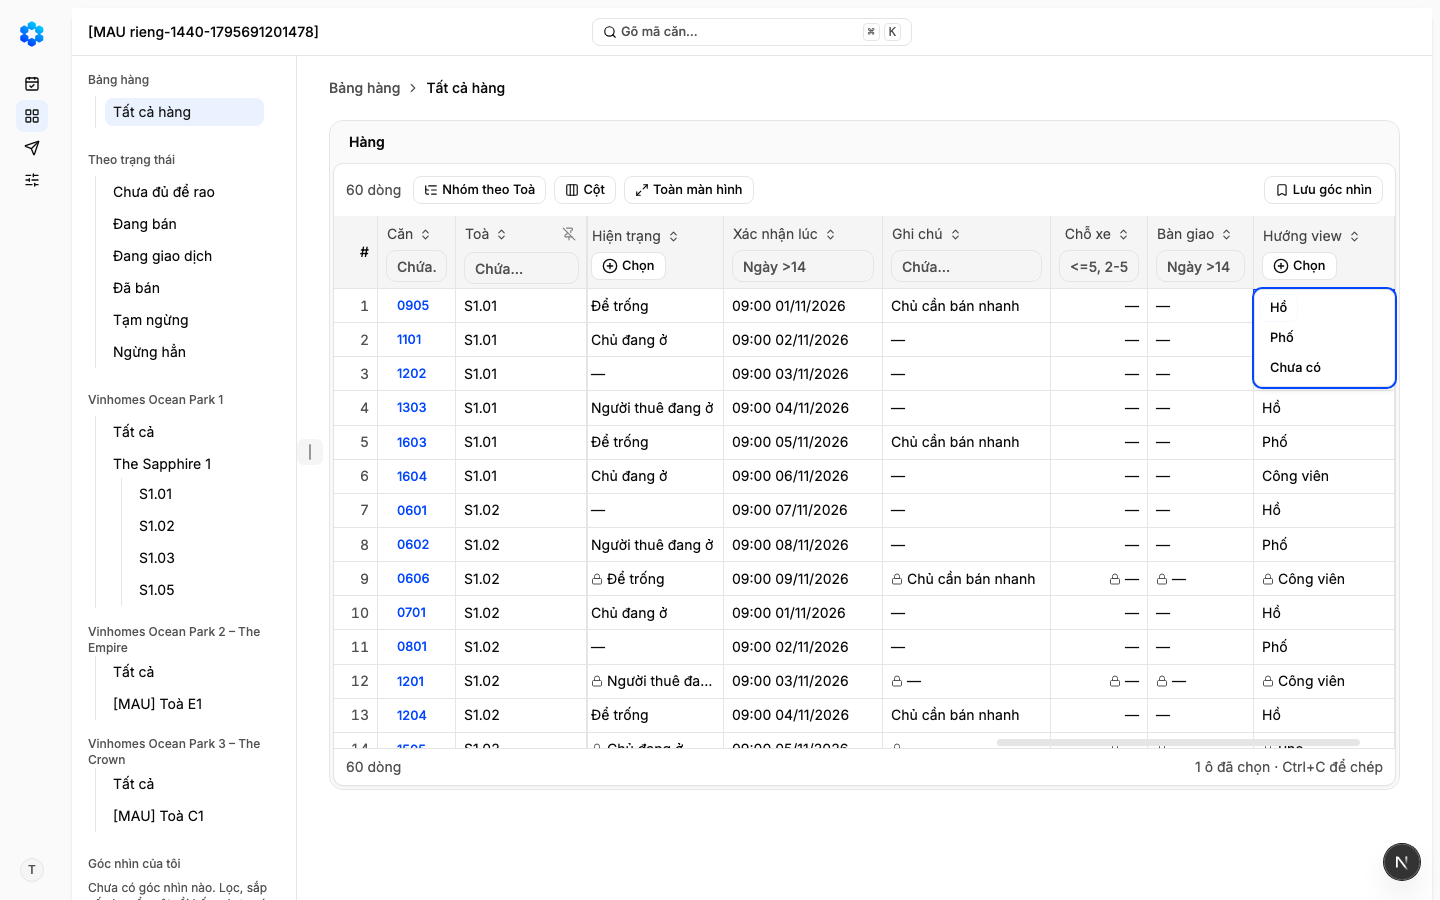 [MAU rieng-1440-1795691201478]
Gõ mã căn...
⌘ K
Bảng hàng
Tất cả hàng
Theo trạng thái
Chưa đủ để rao
Đang bán
Đang giao dịch
Đã bán
Tạm ngừng
Ngừng hẳn
Vinhomes Ocean Park 1
Tất cả
The Sapphire 1
S1.01
S1.02
S1.03
S1.05
Vinhomes Ocean Park 2 – The
Empire
Tất cả
[MAU] Toà E1
Vinhomes Ocean Park 3 – The
Crown
Tất cả
[MAU] Toà C1
Góc nhìn của tôi
Chưa có góc nhìn nào. Lọc, sắp
T
Bảng hàng > Tất cả hàng
Hàng
60 dòng Nhóm theo Toà Cột Toàn màn hình Lưu góc nhìn
# Căn Toà Hiện trạng Xác nhận lúc Ghi chú Chỗ xe Bàn giao Hướng view
Chứa. Chứa... Chọn Ngày >14 Chứa... <=5, 2-5 Ngày >14 Chọn
1 0905 S1.01 Để trống 09:00 01/11/2026 Chủ cần bán nhanh — — Hồ
2 1101 S1.01 Chủ đang ở 09:00 02/11/2026 — — — Phố
3 1202 S1.01 — 09:00 03/11/2026 — — — Chưa có
4 1303 S1.01 Người thuê đang ở 09:00 04/11/2026 — — — Hồ
5 1603 S1.01 Để trống 09:00 05/11/2026 Chủ cần bán nhanh — — Phố
6 1604 S1.01 Chủ đang ở 09:00 06/11/2026 — — — Công viên
7 0601 S1.02 — 09:00 07/11/2026 — — — Hồ
8 0602 S1.02 Người thuê đang ở 09:00 08/11/2026 — — — Phố
9 0606 S1.02 Để trống 09:00 09/11/2026 Chủ cần bán nhanh — — Công viên
10 0701 S1.02 Chủ đang ở 09:00 01/11/2026 — — — Hồ
11 0801 S1.02 — 09:00 02/11/2026 — — — Phố
12 1201 S1.02 Người thuê đa... 09:00 03/11/2026 — — — Công viên
13 1204 S1.02 Để trống 09:00 04/11/2026 Chủ cần bán nhanh — — Hồ
60 dòng 1 ô đã chọn · Ctrl+C để chép
N